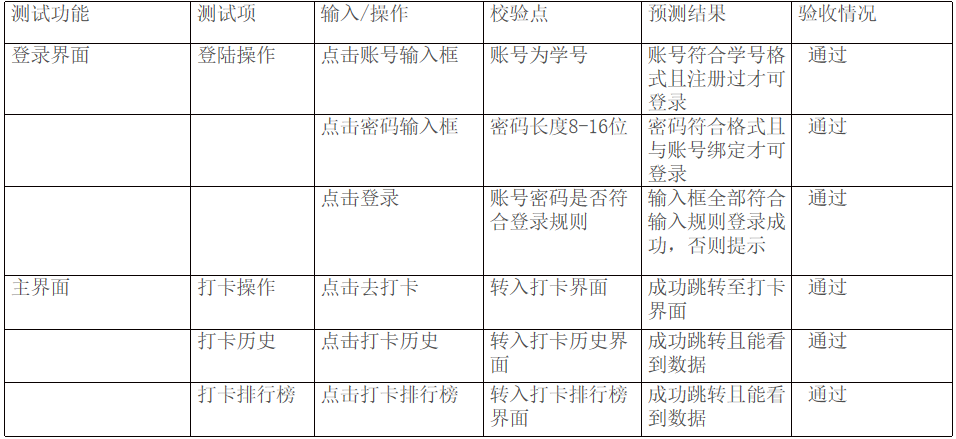 测试功能 测试项 输入/操作 校验点 预测结果 验收情况
登录界面 登陆操作 点击账号输入框 账号为学号 账号符合学号格 通过
式且注册过才可
登录
点击密码输入框 密码长度8-16位 密码符合格式且 通过
与账号绑定才可
登录
点击登录 账号密码是否符 输入框全部符合 通过
合登录规则 输入规则登录成
功，否则提示
主界面 打卡操作 点击去打卡 转入打卡界面 成功跳转至打卡 通过
界面
打卡历史 点击打卡历史 转入打卡历史界 成功跳转且能看 通过
面 到数据
打卡排行榜 点击打卡排行榜 转入打卡排行榜 成功跳转且能看 通过
界面 到数据